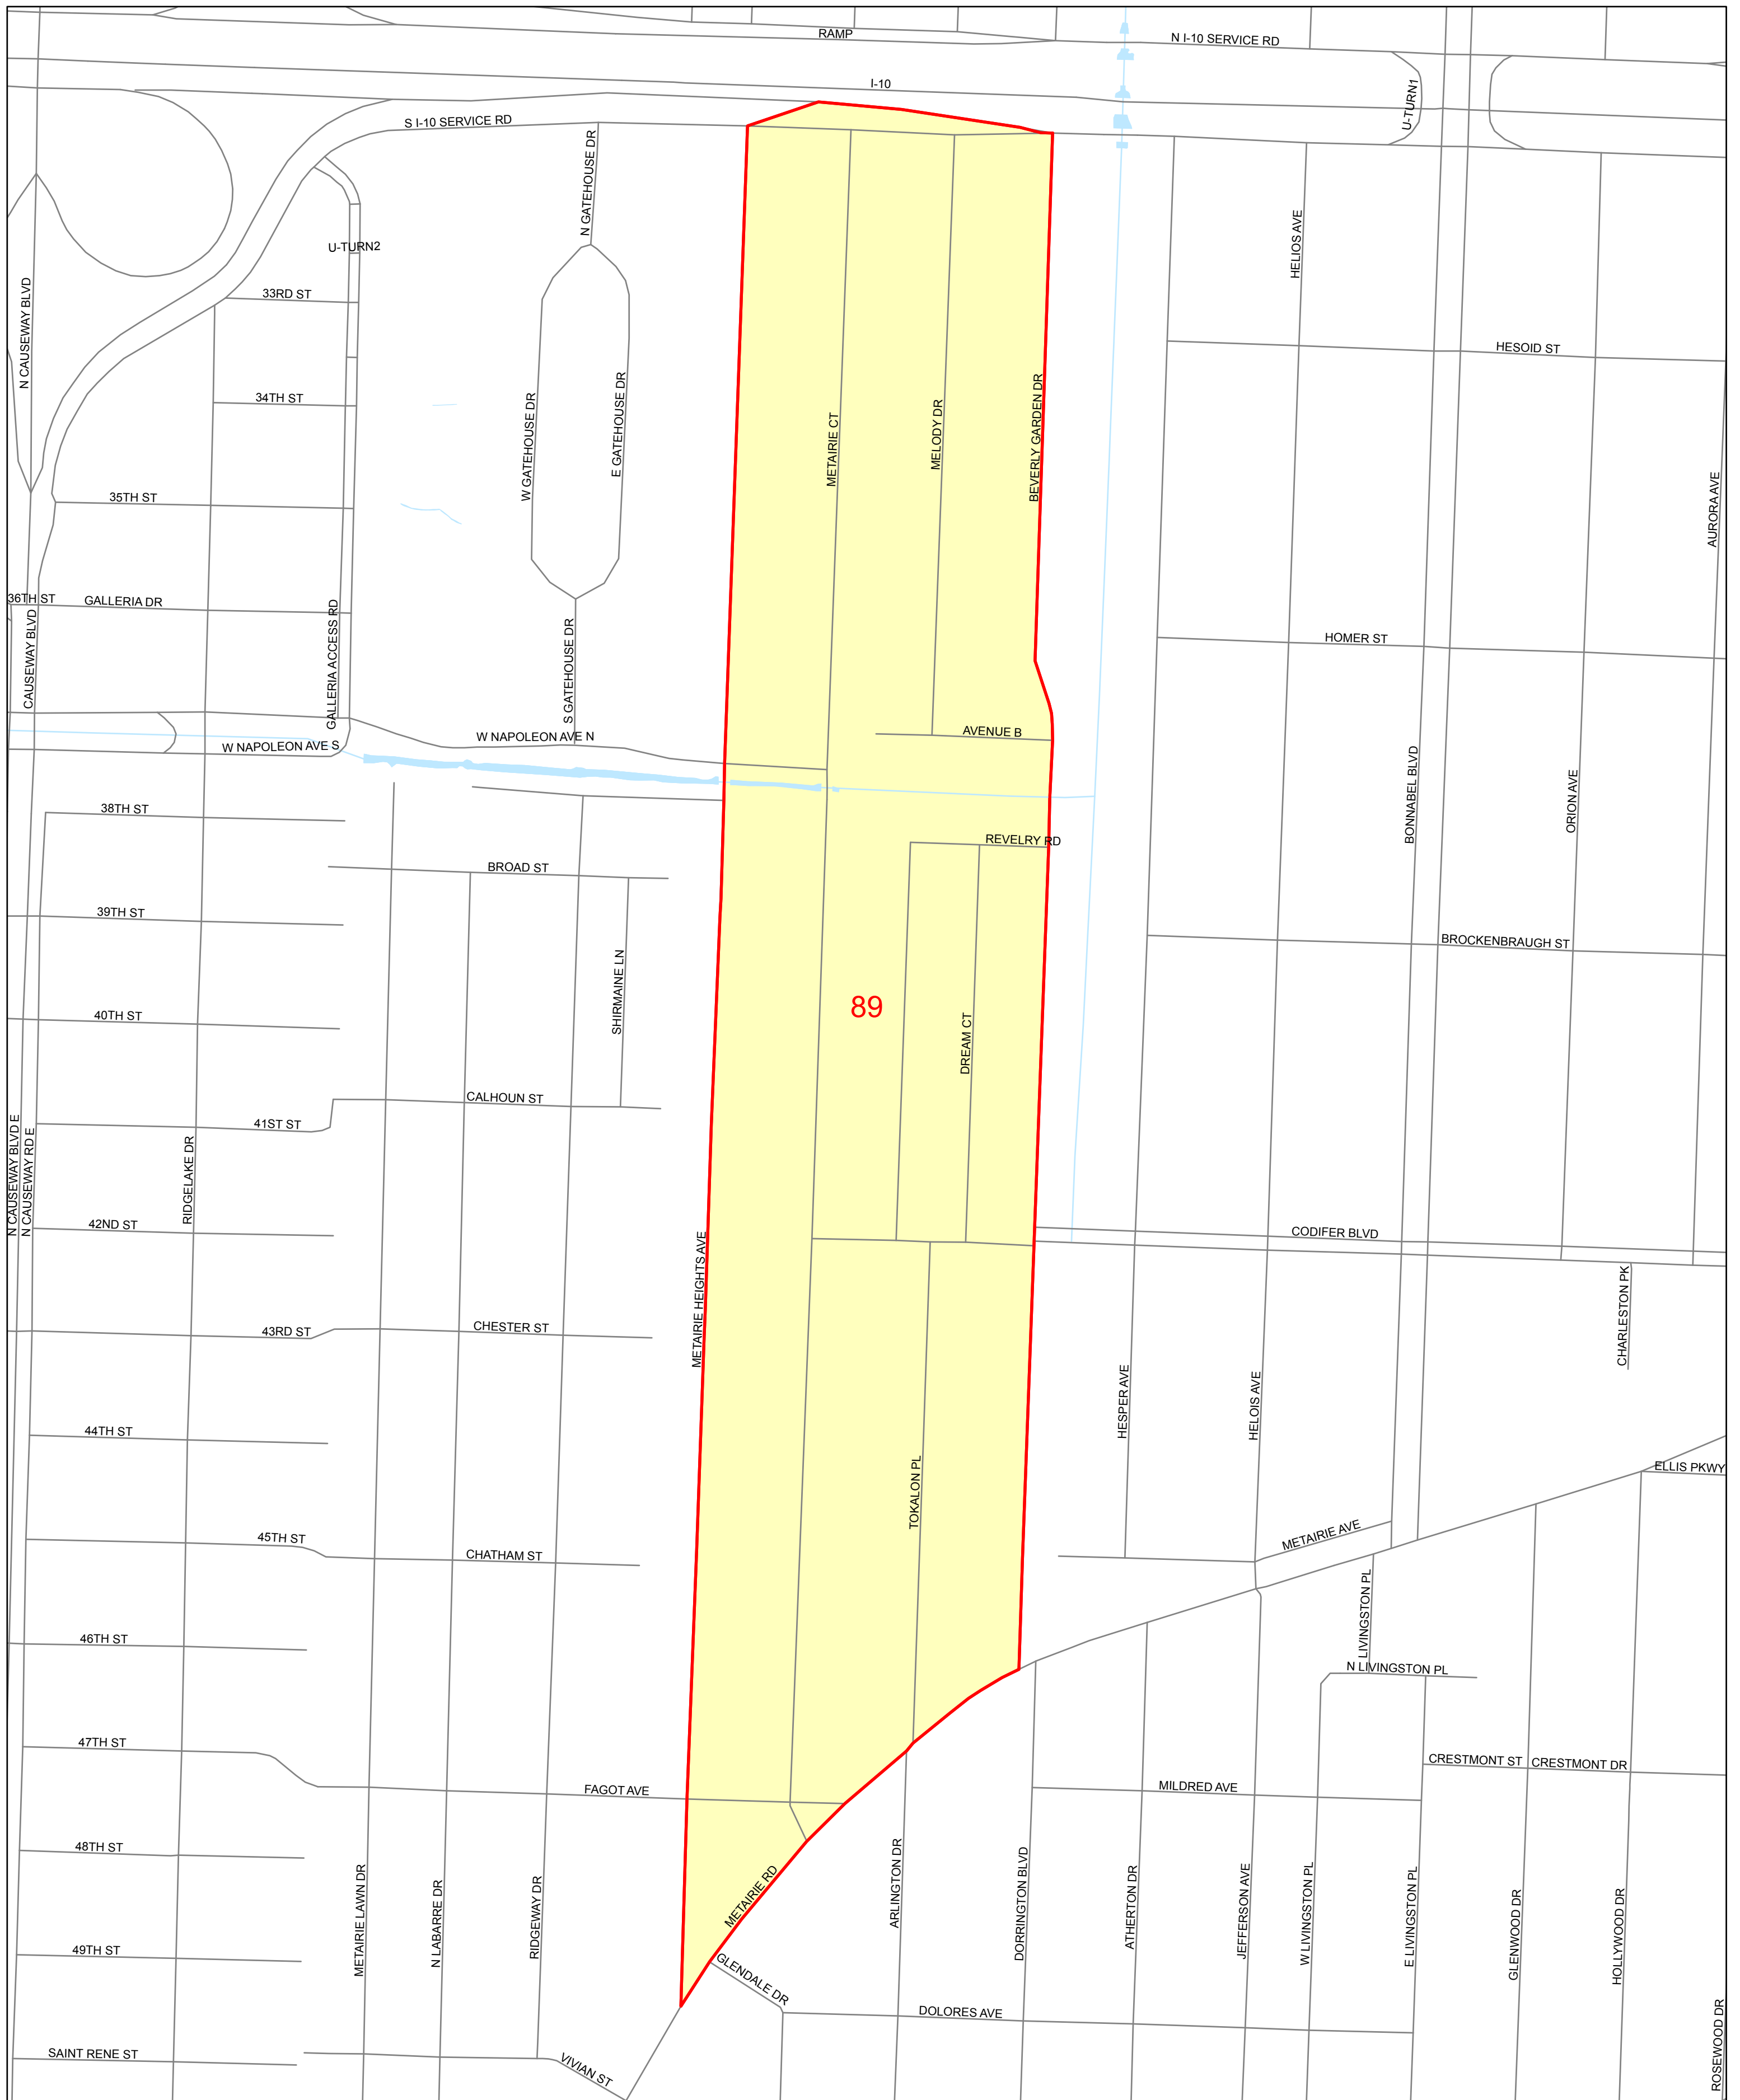 RAMP
N I-10 SERVICE RD
I-10
U-TURN1
S I-10 SERVICE RD
N GATEHOUSE DR
U-TURN2
HELIOS AVE
33RD ST
N CAUSEWAY BLVD
HESOID ST
34TH ST
W GATEHOUSE DR
E GATEHOUSE DR
METAIRIE CT
MELODY DR
BEVERLY GARDEN DR
35TH ST
AURORA AVE
36TH ST
GALLERIA DR
CAUSEWAY BLVD
GALLERIA ACCESS RD
S GATEHOUSE DR
HOMER ST
W NAPOLEON AVE N
W NAPOLEON AVE S
AVENUE B
BONNABEL BLVD
ORION AVE
38TH ST
REVELRY RD
BROAD ST
39TH ST
BROCKENBRAUGH ST
SHIRMAINE LN
89
40TH ST
DREAM CT
CALHOUN ST
41ST ST
N CAUSEWAY BLVD E
N CAUSEWAY RD E
RIDGELAKE DR
42ND ST
CODIFER BLVD
METAIRIE HEIGHTS AVE
CHARLESTON PK
43RD ST
CHESTER ST
HESPER AVE
HELOIS AVE
44TH ST
TOKALON PL
ELLIS PKWY
45TH ST
CHATHAM ST
METAIRIE AVE
LIVINGSTON PL
46TH ST
N LIVINGSTON PL
47TH ST
CRESTMONT ST
CRESTMONT DR
FAGOT AVE
MILDRED AVE
48TH ST
METAIRIE LAWN DR
N LABARRE DR
RIDGEWAY DR
METAIRIE RD
ARLINGTON DR
DORRINGTON BLVD
ATHERTON DR
JEFFERSON AVE
W LIVINGSTON PL
E LIVINGSTON PL
GLENWOOD DR
HOLLYWOOD DR
49TH ST
GLENDALE DR
DOLORES AVE
ROSEWOOD DR
SAINT RENE ST
VIVIAN ST